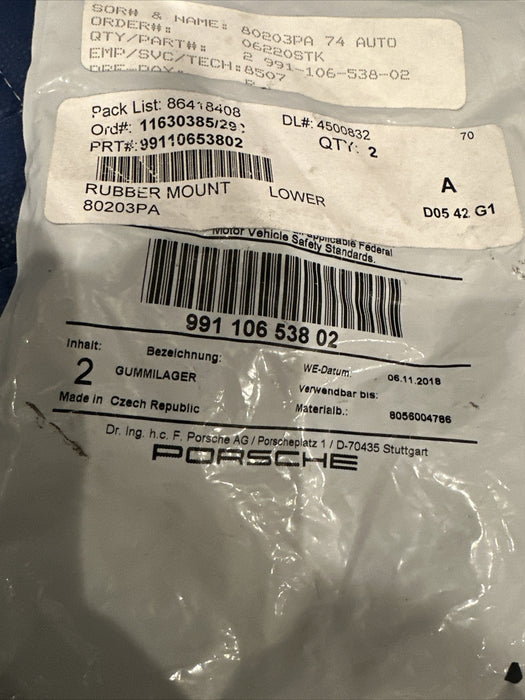 SOR# & NAME: 80203PA 74 AUTO
ORDER#: 06220STK
QTY/PART#: 2 991-106-538-02
EMP/SVC/TECH: 8507
Pack List: 86418408 DL#: 4500832 70
Ord#: 11630385/29 QTY: 2
PRT#: 99110653802
RUBBER MOUNT LOWER A
80203PA D05 42 G1
applicable Federal
Motor Vehicle Safety Standards.
991 106 538 02
Inhalt: Bezeichnung: WE-Datum: 06.11.2018
2 GUMMILAGER Verwendbar bis:
Made in Czech Republic Materialb.: 8056004786
Dr. Ing. h.c. F. Porsche AG / Porscheplatz 1 / D-70435 Stuttgart
PORSCHE